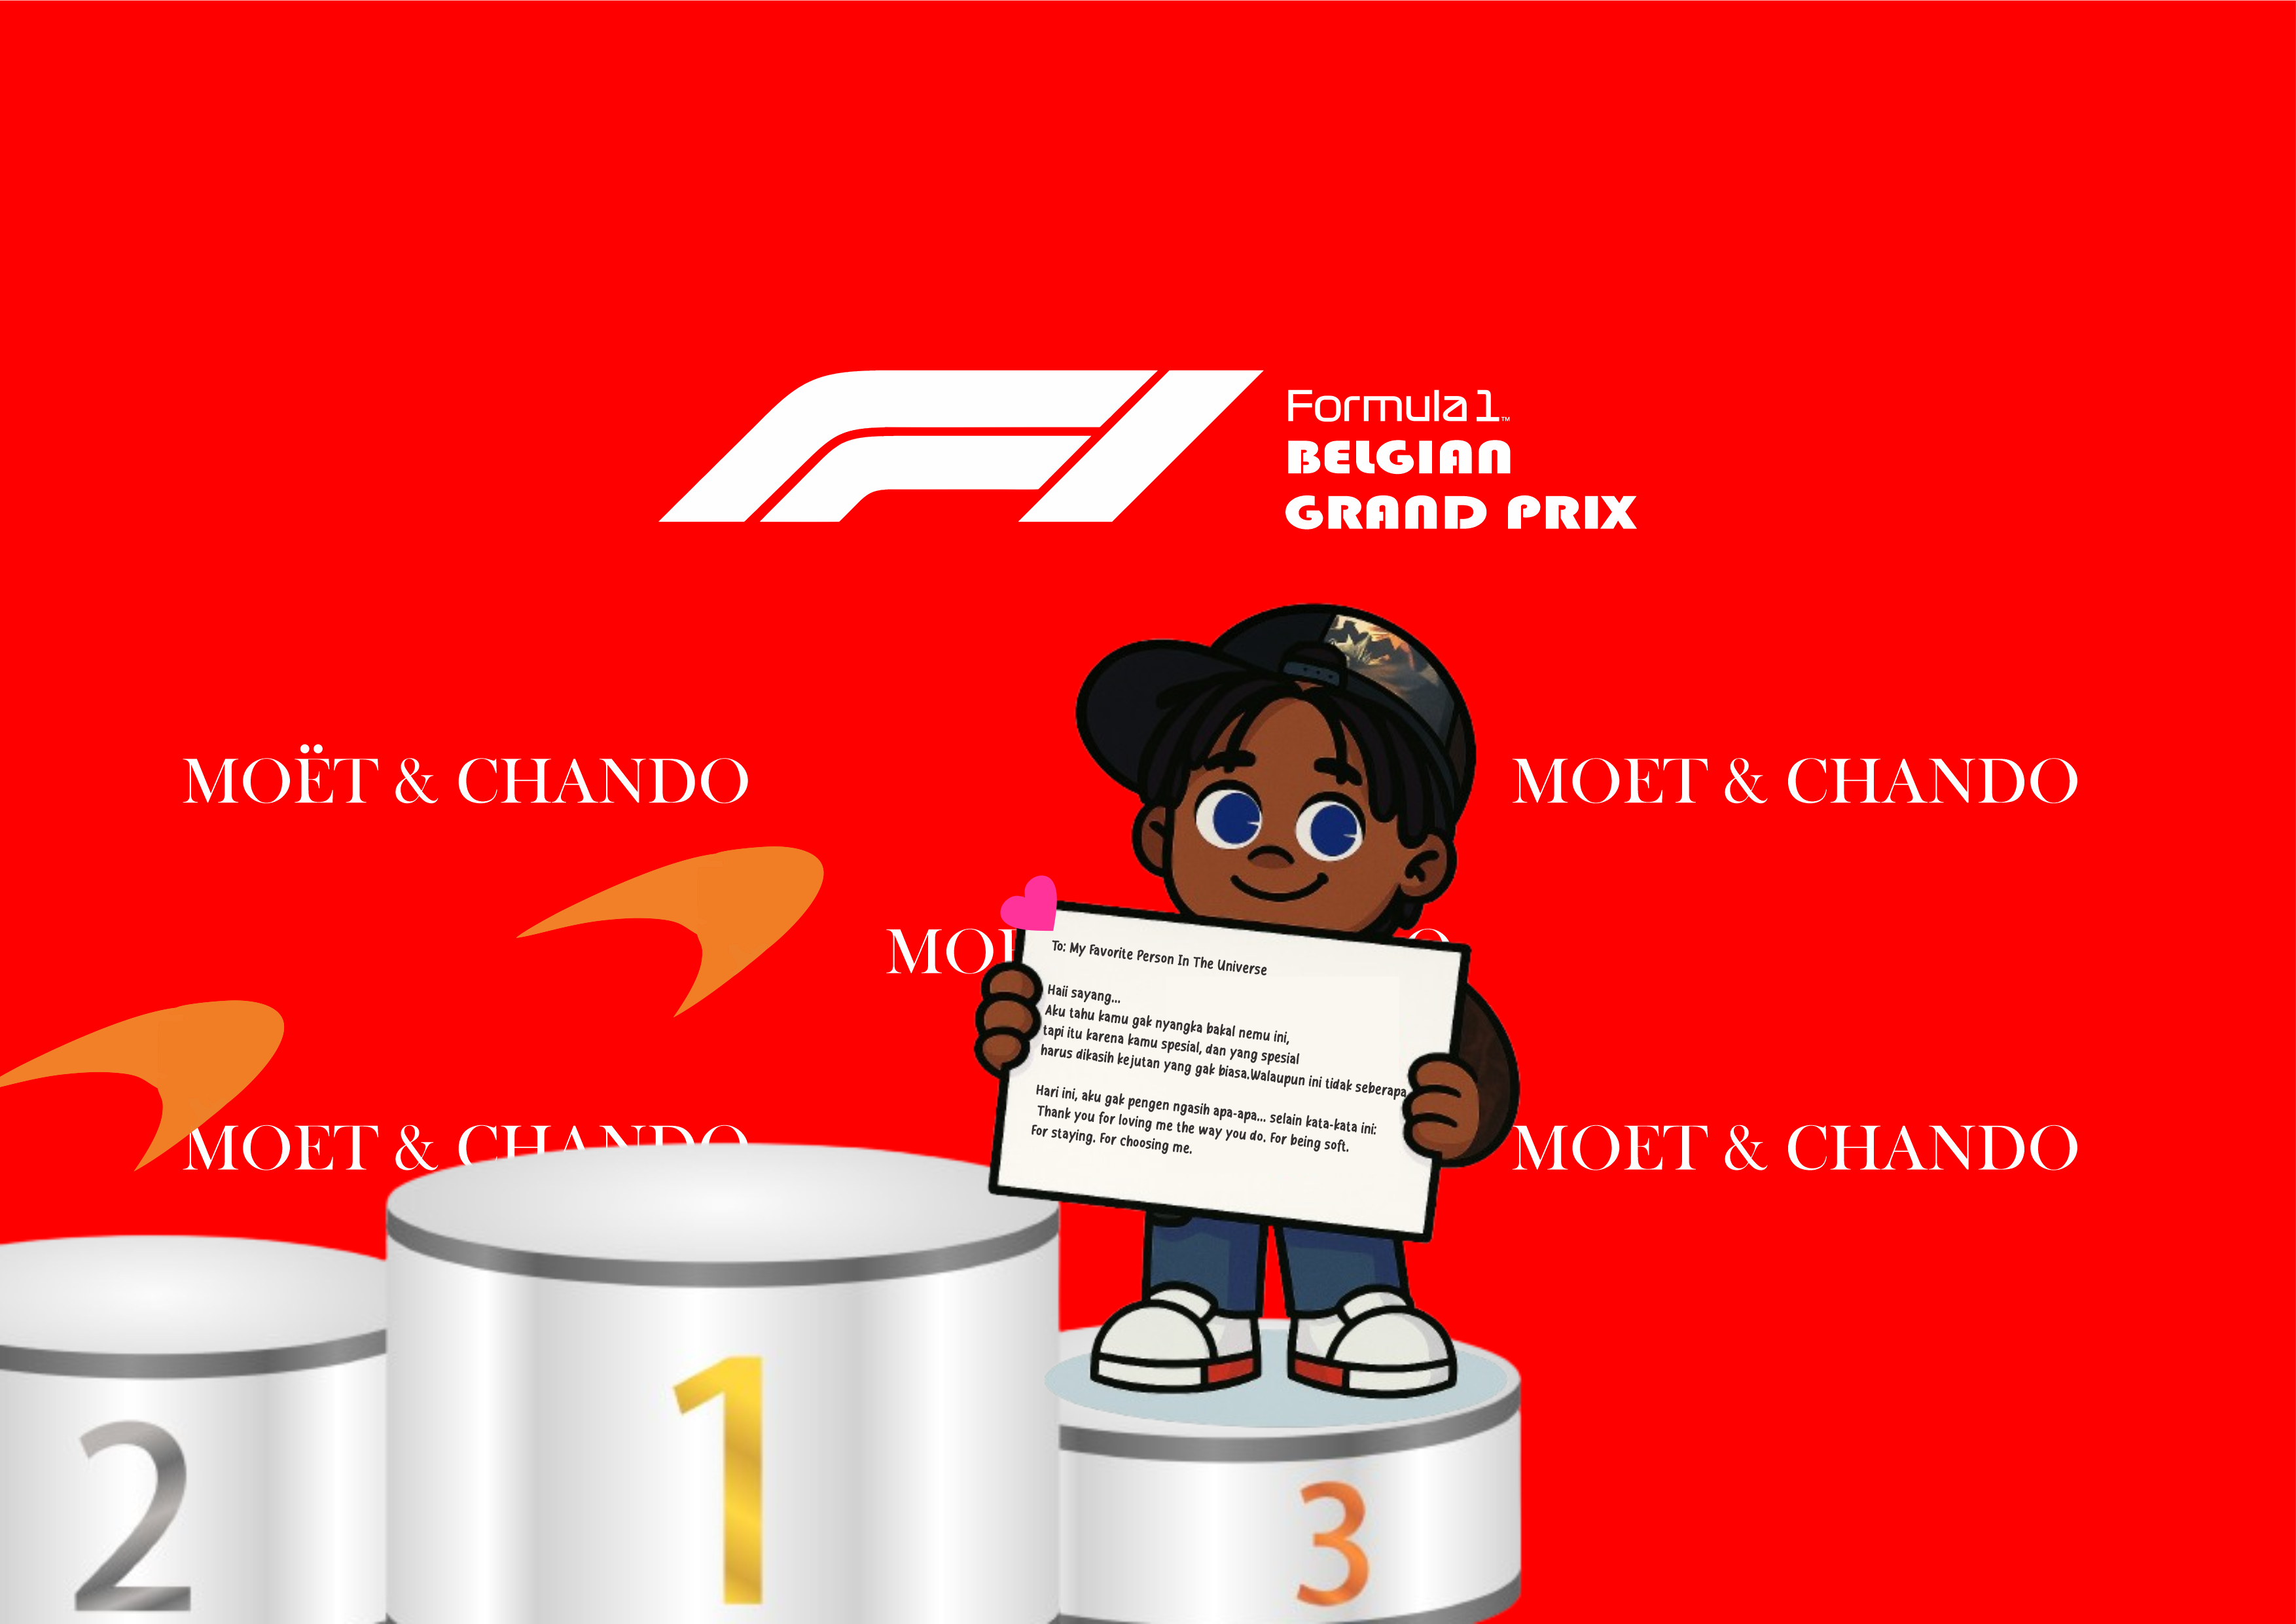 F1
Formula 1™
BELGIAN
GRAND PRIX
MOËT & CHANDO
MOET & CHANDO
To: My Favorite Person In The Universe
Haii sayang...
Aku tahu kamu gak nyangka bakal nemu ini,
tapi itu karena kamu spesial, dan yang spesial
harus dikasih kejutan yang gak biasa.Walaupun ini tidak seberapa
Hari ini, aku gak pengen ngasih apa-apa... selain kata-kata ini:
Thank you for loving me the way you do. For being soft.
For staying. For choosing me.
MOET & CHANDO
MOET & CHANDO
1
2
3